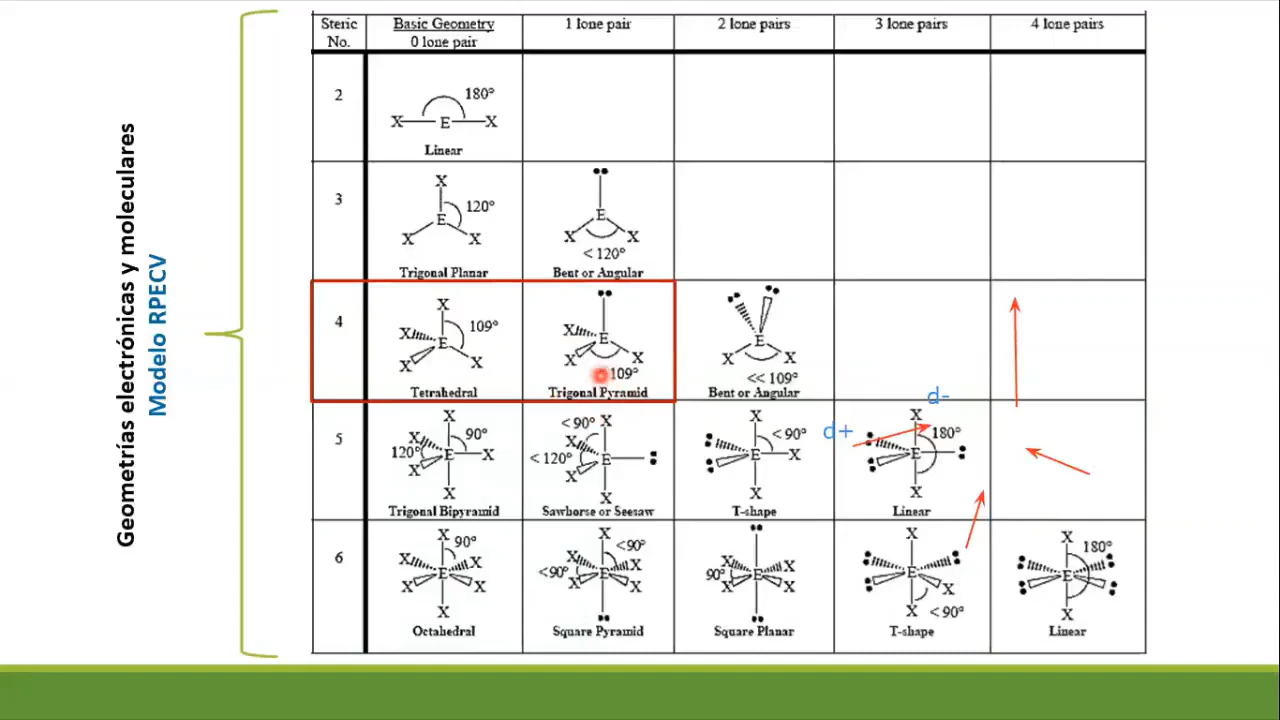 Geometrías electrónicas y moleculares
Modelo RPECV
Steric No.
Basic Geometry
0 lone pair
1 lone pair
2 lone pairs
3 lone pairs
4 lone pairs
2
180°
X E X
Linear
3
X
120°
E
X X
Trigonal Planar
E
X X
< 120°
Bent or Angular
4
X
X 109°
E
X X
Tetrahedral
X E
X X
109°
Trigonal Pyramid
E
X X
<< 109°
Bent or Angular
5
X
X 90°
120° E X
X
X
Trigonal Bipyramid
< 90° X
X
< 120° E
X
X
Sawhorse or Seesaw
X
< 90°
E X
X
T-shape
d-
d+
X
180°
E
X
Linear
6
X 90°
X X
E
X X
X
Octahedral
X <90°
X X
<90° E
X X
Square Pyramid
X X
90° E
X X
Square Planar
X
E
X
X < 90°
T-shape
X 180°
E
X
Linear